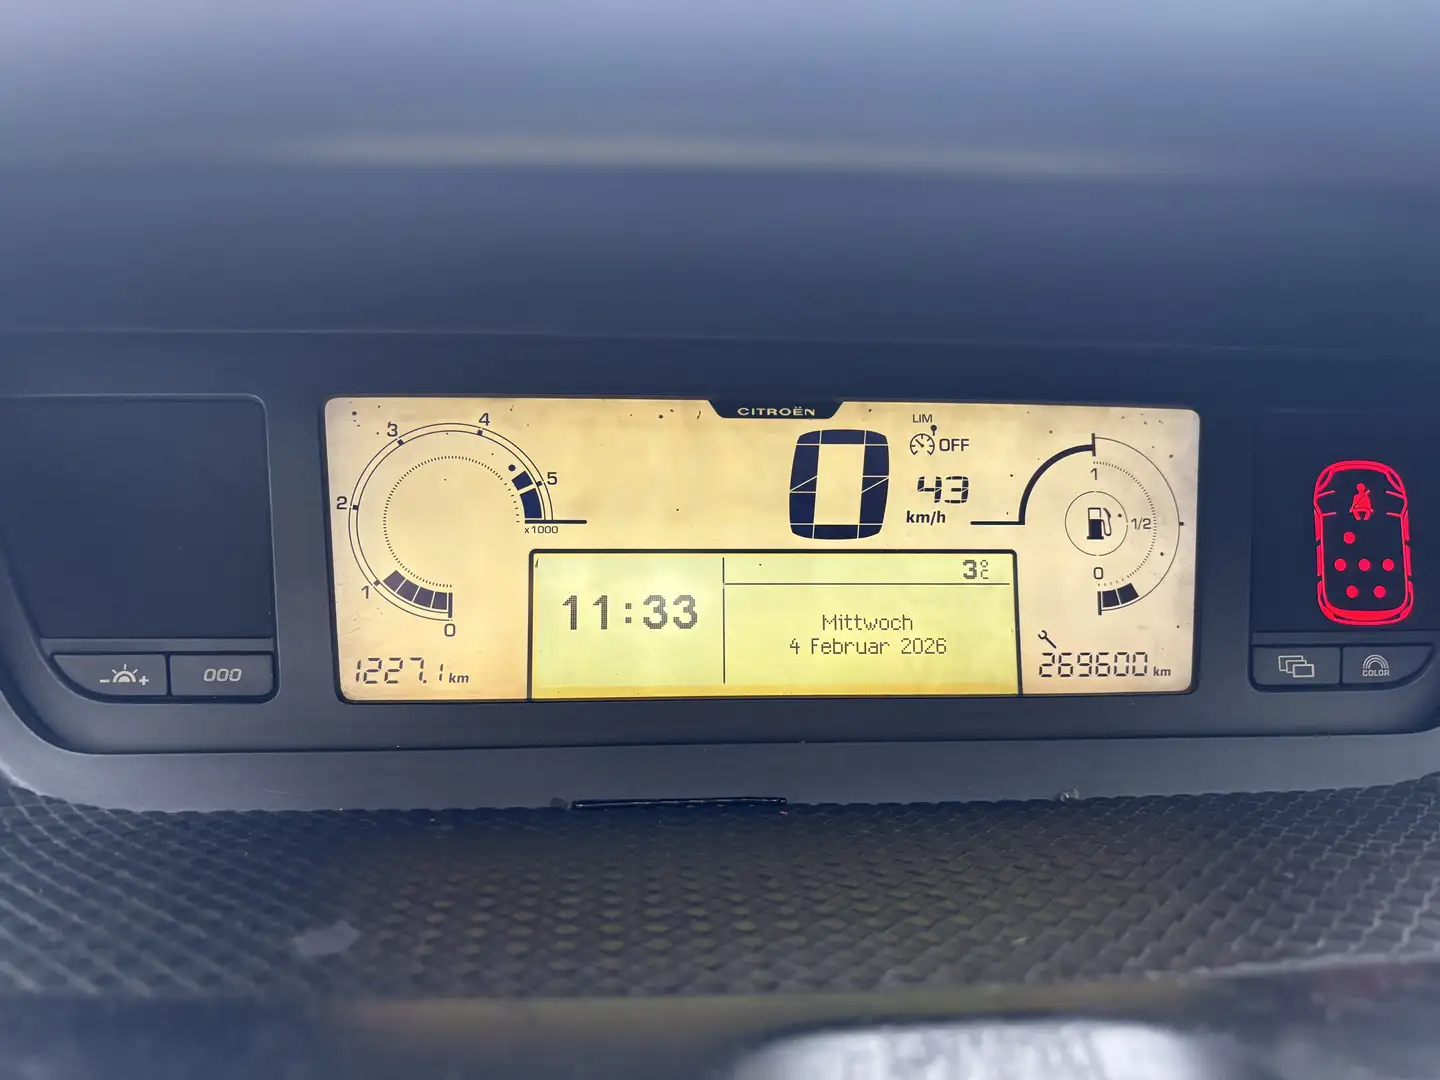 CITROËN
4
3
5
2
x1000
1
0
1227.1 km
0
LIM
OFF
43
km/h
1
1/2
0
11:33
3°C
Mittwoch
4 Februar 2026
269600 km
- +
000
COLOR